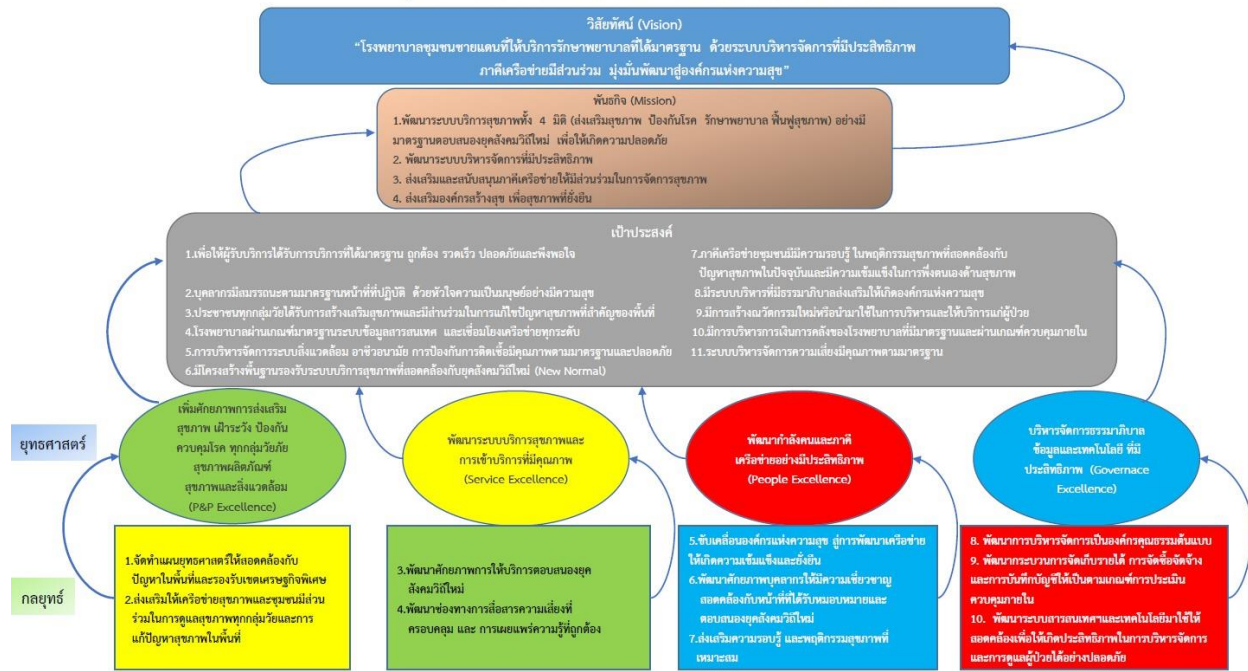 วิสัยทัศน์ (Vision)
“โรงพยาบาลชุมชนชายแดนที่ให้บริการรักษาพยาบาลที่ได้มาตรฐาน ด้วยระบบบริหารจัดการที่มีประสิทธิภาพ
ภาคีเครือข่ายมีส่วนร่วม มุ่งมั่นพัฒนาสู่องค์กรแห่งความสุข”
พันธกิจ (Mission)
1.พัฒนาระบบบริการสุขภาพทั้ง 4 มิติ (ส่งเสริมสุขภาพ ป้องกันโรค รักษาพยาบาล ฟื้นฟูสุขภาพ) อย่างมี
มาตรฐานตอบสนองยุคสังคมวิถีใหม่ เพื่อให้เกิดความปลอดภัย
2. พัฒนาระบบบริหารจัดการที่มีประสิทธิภาพ
3. ส่งเสริมและสนับสนุนภาคีเครือข่ายให้มีส่วนร่วมในการจัดการสุขภาพ
4. ส่งเสริมองค์กรสร้างสุข เพื่อสุขภาพที่ยั่งยืน
เป้าประสงค์
1.เพื่อให้ผู้รับบริการได้รับการบริการที่ได้มาตรฐาน ถูกต้อง รวดเร็ว ปลอดภัยและพึงพอใจ
2.บุคลากรมีสมรรถนะตามมาตรฐานหน้าที่ที่ปฏิบัติ ด้วยหัวใจความเป็นมนุษย์อย่างมีความสุข
3.ประชาชนทุกกลุ่มวัยได้รับการสร้างเสริมสุขภาพและมีส่วนร่วมในการแก้ไขปัญหาสุขภาพที่สำคัญของพื้นที่
4.โรงพยาบาลผ่านเกณฑ์มาตรฐานระบบข้อมูลสารสนเทศ และเชื่อมโยงเครือข่ายทุกระดับ
5.การบริหารจัดการระบบสิ่งแวดล้อม อาชีวอนามัย การป้องกันการติดเชื้อมีคุณภาพตามมาตรฐานและปลอดภัย
6.มีโครงสร้างพื้นฐานรองรับระบบบริการสุขภาพที่สอดคล้องกับยุคสังคมวิถีใหม่ (New Normal)
7.ภาคีเครือข่ายชุมชนมีมีความรอบรู้ ในพฤติกรรมสุขภาพที่สอดคล้องกับ
ปัญหาสุขภาพในปัจจุบันและมีความเข้มแข็งในการพึ่งตนเองด้านสุขภาพ
8.มีระบบบริหารที่มีธรรมาภิบาลส่งเสริมให้เกิดองค์กรแห่งความสุข
9.มีการสร้างนวัตกรรมใหม่หรือนำมาใช้ในการบริหารและให้บริการแก่ผู้ป่วย
10.มีการบริหารการเงินการคลังของโรงพยาบาลที่มีมาตรฐานและผ่านเกณฑ์ควบคุมภายใน
11.ระบบบริหารจัดการความเสี่ยงมีคุณภาพตามมาตรฐาน
ยุทธศาสตร์
เพิ่มศักยภาพการส่งเสริม
สุขภาพ เฝ้าระวัง ป้องกัน
ควบคุมโรค ทุกกลุ่มวัยภัย
สุขภาพผลิตภัณฑ์
สุขภาพและสิ่งแวดล้อม
(P&P Excellence)
พัฒนาระบบบริการสุขภาพและ
การเข้าบริการที่มีคุณภาพ
(Service Excellence)
พัฒนากำลังคนและภาคี
เครือข่ายอย่างมีประสิทธิภาพ
(People Excellence)
บริหารจัดการธรรมาภิบาล
ข้อมูลและเทคโนโลยี ที่มี
ประสิทธิภาพ (Governace
Excellence)
กลยุทธ์
1.จัดทำแผนยุทธศาสตร์ให้สอดคล้องกับ
ปัญหาในพื้นที่และรองรับเขตเศรษฐกิจพิเศษ
2.ส่งเสริมให้เครือข่ายสุขภาพและชุมชนมีส่วน
ร่วมในการดูแลสุขภาพทุกกลุ่มวัยและการ
แก้ปัญหาสุขภาพในพื้นที่
3.พัฒนาศักยภาพการให้บริการตอบสนองยุค
สังคมวิถีใหม่
4.พัฒนาช่องทางการสื่อสารความเสี่ยงที่
ครอบคลุม และ การเผยแพร่ความรู้ที่ถูกต้อง
5.ขับเคลื่อนองค์กรแห่งความสุข สู่การพัฒนาเครือข่าย
ให้เกิดความเข้มแข็งและยั่งยืน
6.พัฒนาศักยภาพบุคลากรให้มีความเชี่ยวชาญ
สอดคล้องกับหน้าที่ที่ได้รับมอบหมายและ
ตอบสนองยุคสังคมวิถีใหม่
7.ส่งเสริมความรอบรู้ และพฤติกรรมสุขภาพที่
เหมาะสม
8. พัฒนาการบริหารจัดการเป็นองค์กรคุณธรรมต้นแบบ
9. พัฒนากระบวนการจัดเก็บรายได้ การจัดซื้อจัดจ้าง
และการบันทึกบัญชีให้เป็นตามเกณฑ์การประเมิน
ควบคุมภายใน
10. พัฒนาระบบสารสนเทศฯและเทคโนโลยีมาใช้ให้
สอดคล้องเพื่อให้เกิดประสิทธิภาพในการบริหารจัดการ
และการดูแลผู้ป่วยได้อย่างปลอดภัย